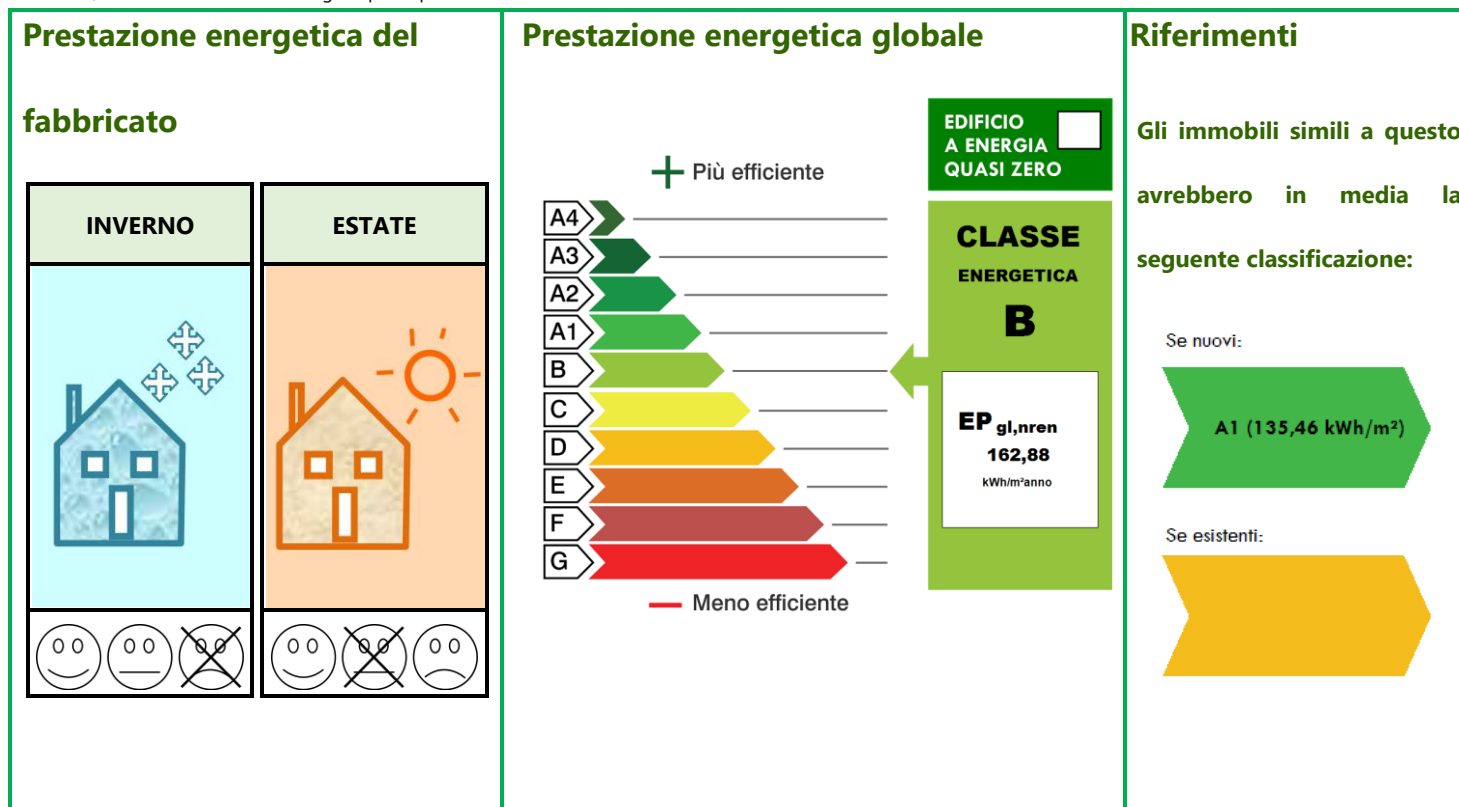 Prestazione energetica del
fabbricato
INVERNO
ESTATE
Prestazione energetica globale
Più efficiente
A4
A3
A2
A1
B
C
D
E
F
G
Meno efficiente
EDIFICIO
A ENERGIA
QUASI ZERO
CLASSE
ENERGETICA
B
EP gl,nren
162,88
kWh/m²anno
Riferimenti
Gli immobili simili a questo
avrebbero in media la
seguente classificazione:
Se nuovi:
A1 (135,46 kWh/m²)
Se esistenti: